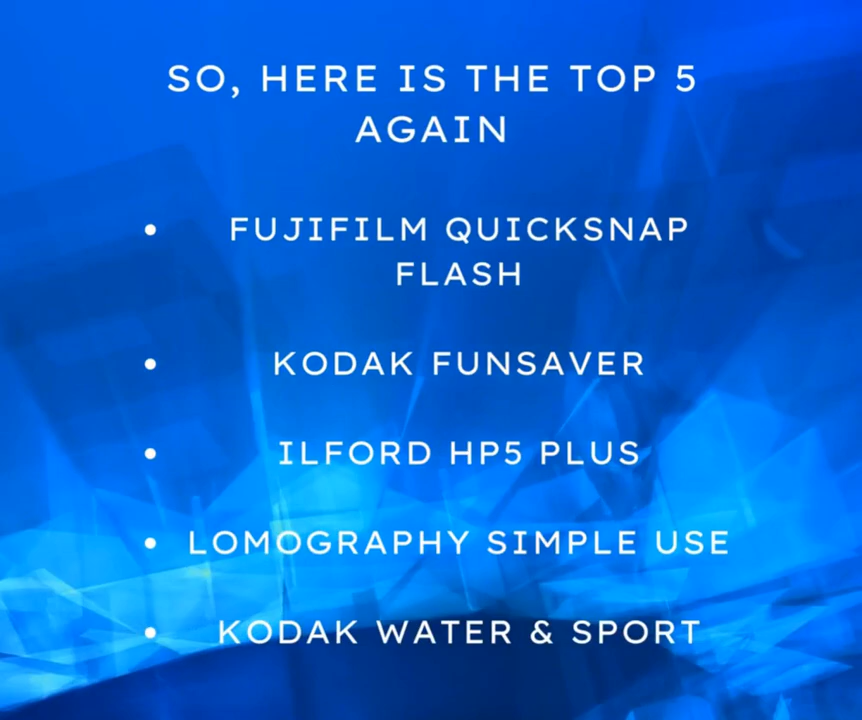 SO, HERE IS THE TOP 5
AGAIN
• FUJIFILM QUICKSNAP
FLASH
• KODAK FUNSAVER
• ILFORD HP5 PLUS
• LOMOGRAPHY SIMPLE USE
• KODAK WATER & SPORT